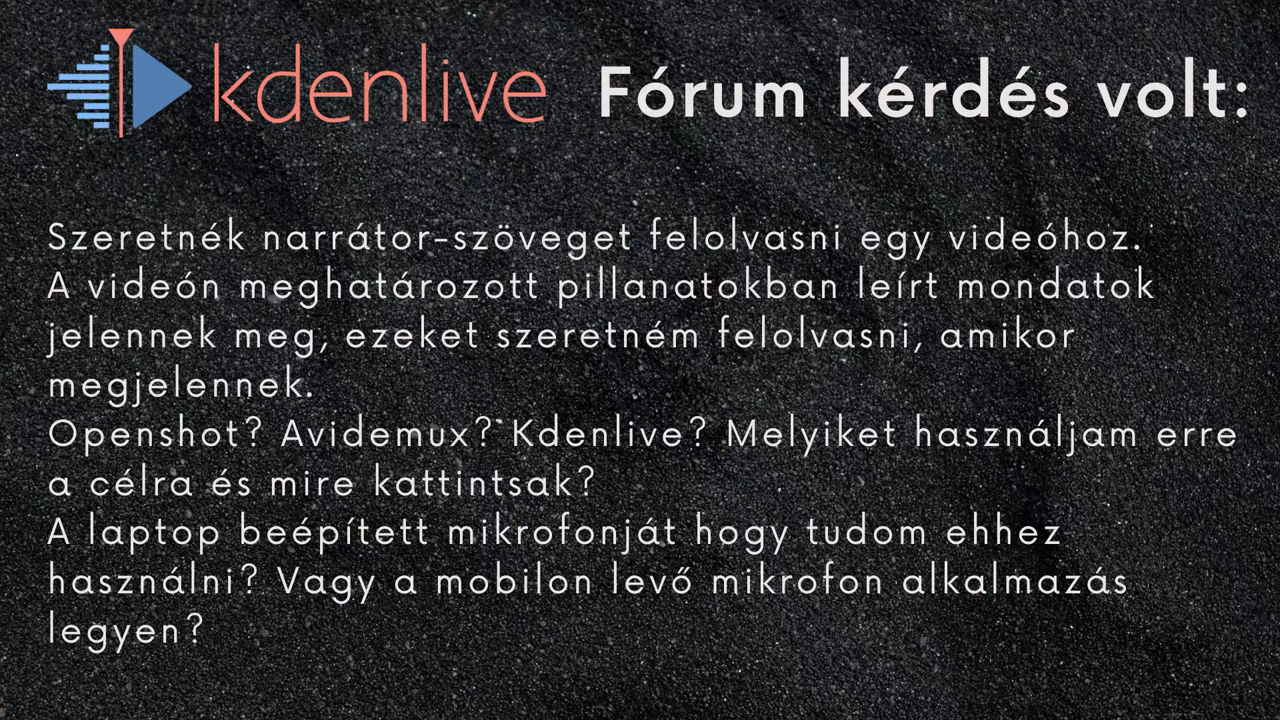 kdenlive Fórum kérdés volt:
Szeretnék narrátor-szöveget felolvasni egy videóhoz.
A videón meghatározott pillanatokban leírt mondatok
jelennek meg, ezeket szeretném felolvasni, amikor
megjelennek.
Openshot? Avidemux? Kdenlive? Melyiket használjam erre
a célra és mire kattintsak?
A laptop beépített mikrofonját hogy tudom ehhez
használni? Vagy a mobilon levő mikrofon alkalmazás
legyen?